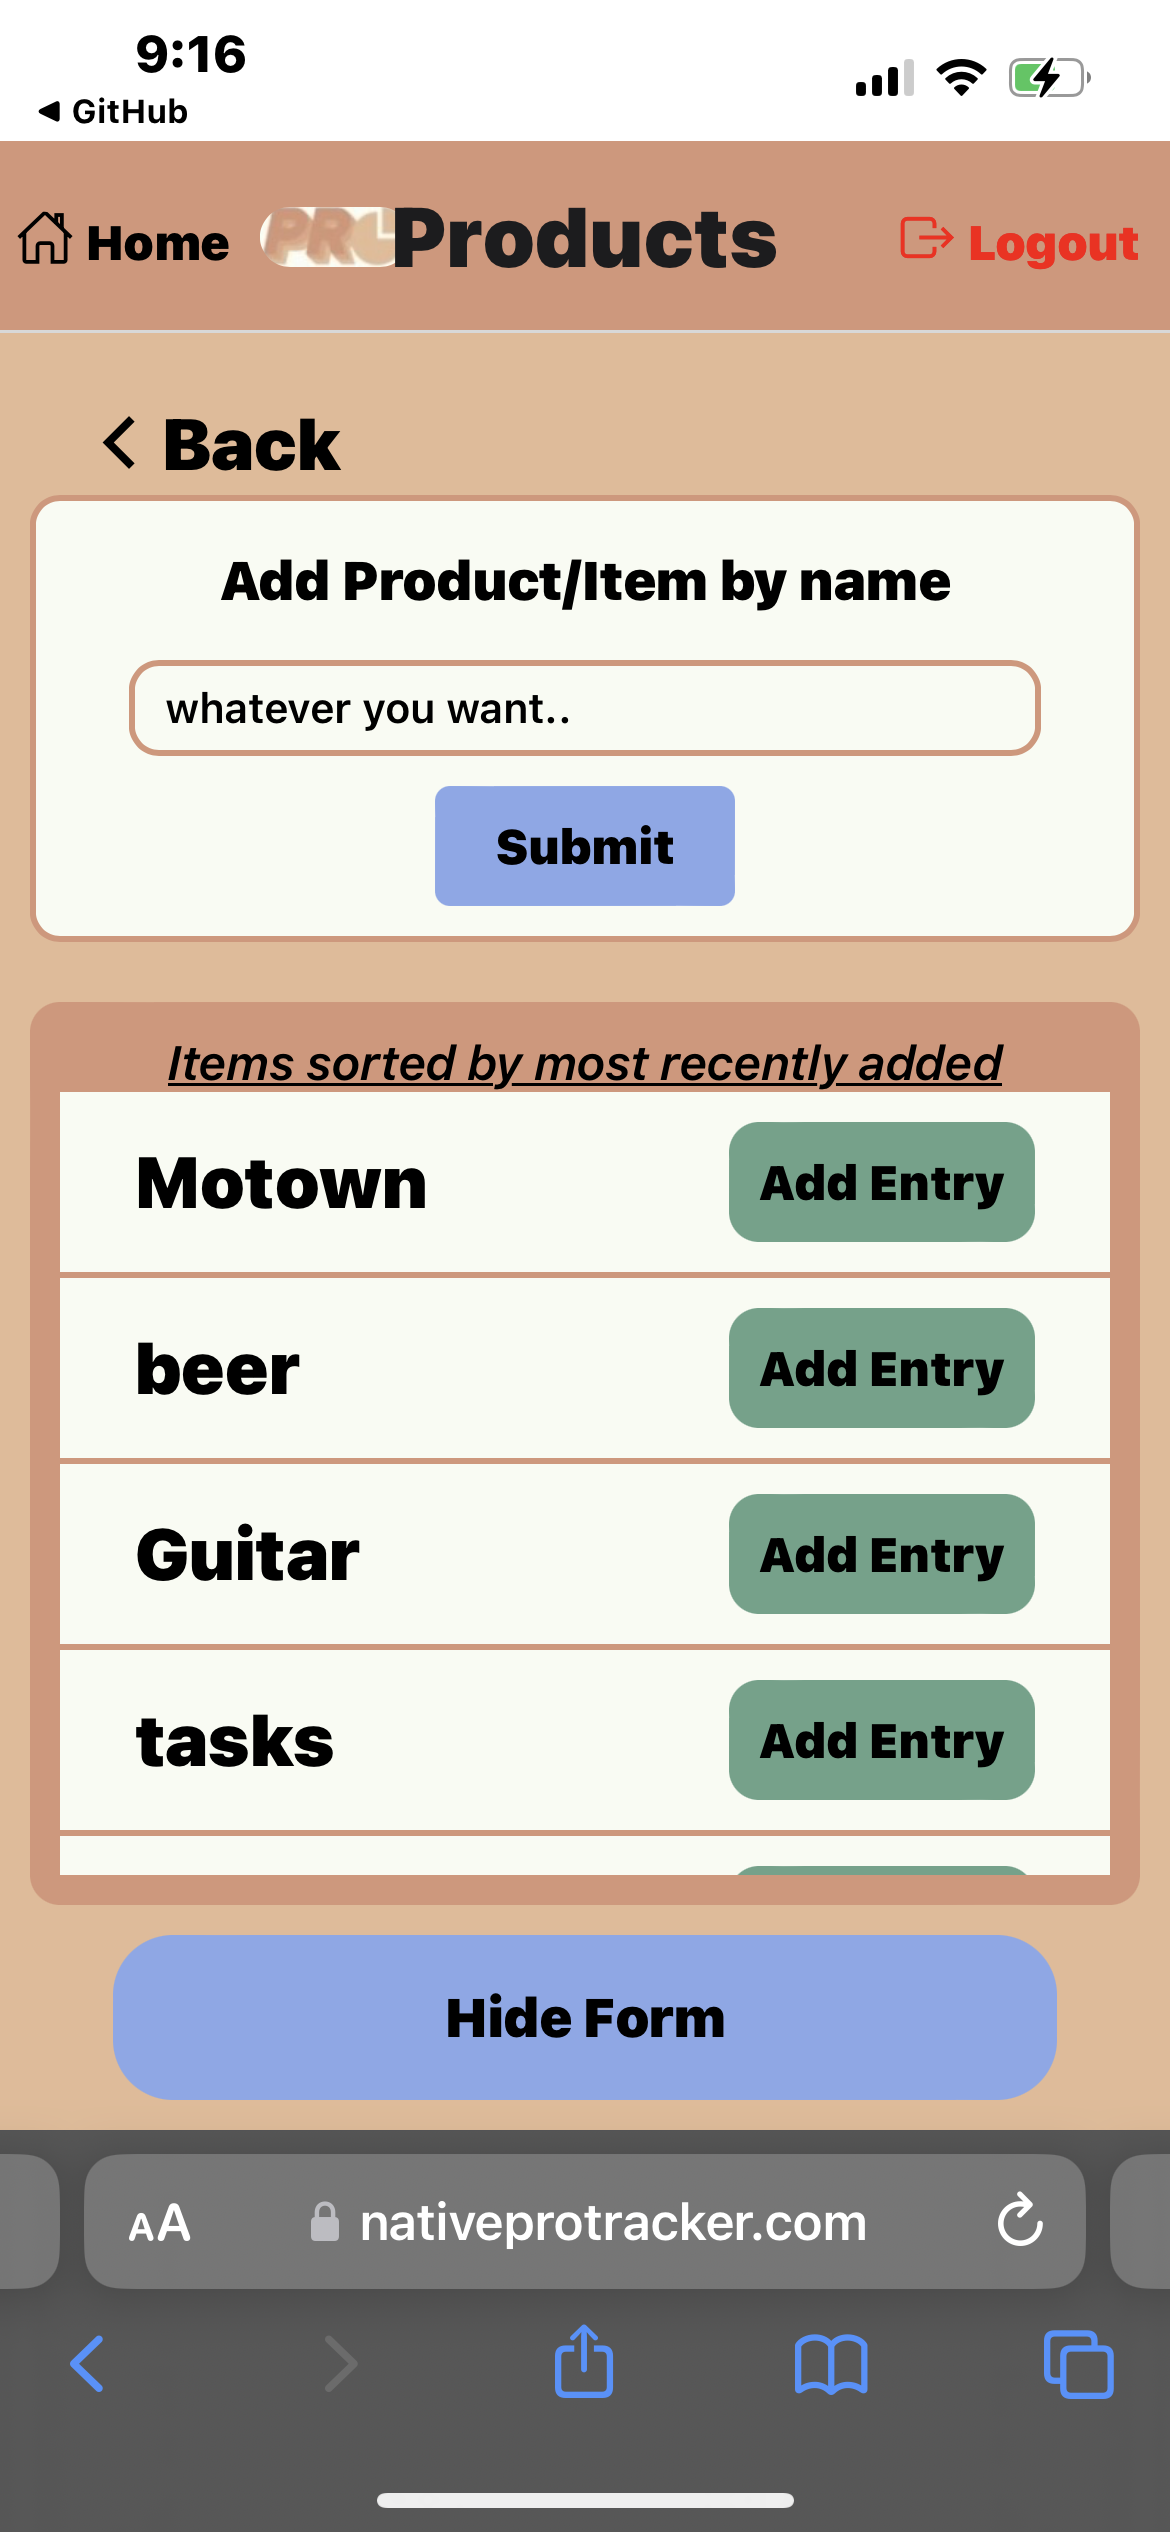 9:16
GitHub
Home PRO Products Logout
Back
Add Product/Item by name
whatever you want..
Submit
Items sorted by most recently added
Motown Add Entry
beer Add Entry
Guitar Add Entry
tasks Add Entry
Hide Form
AA nativeprotracker.com